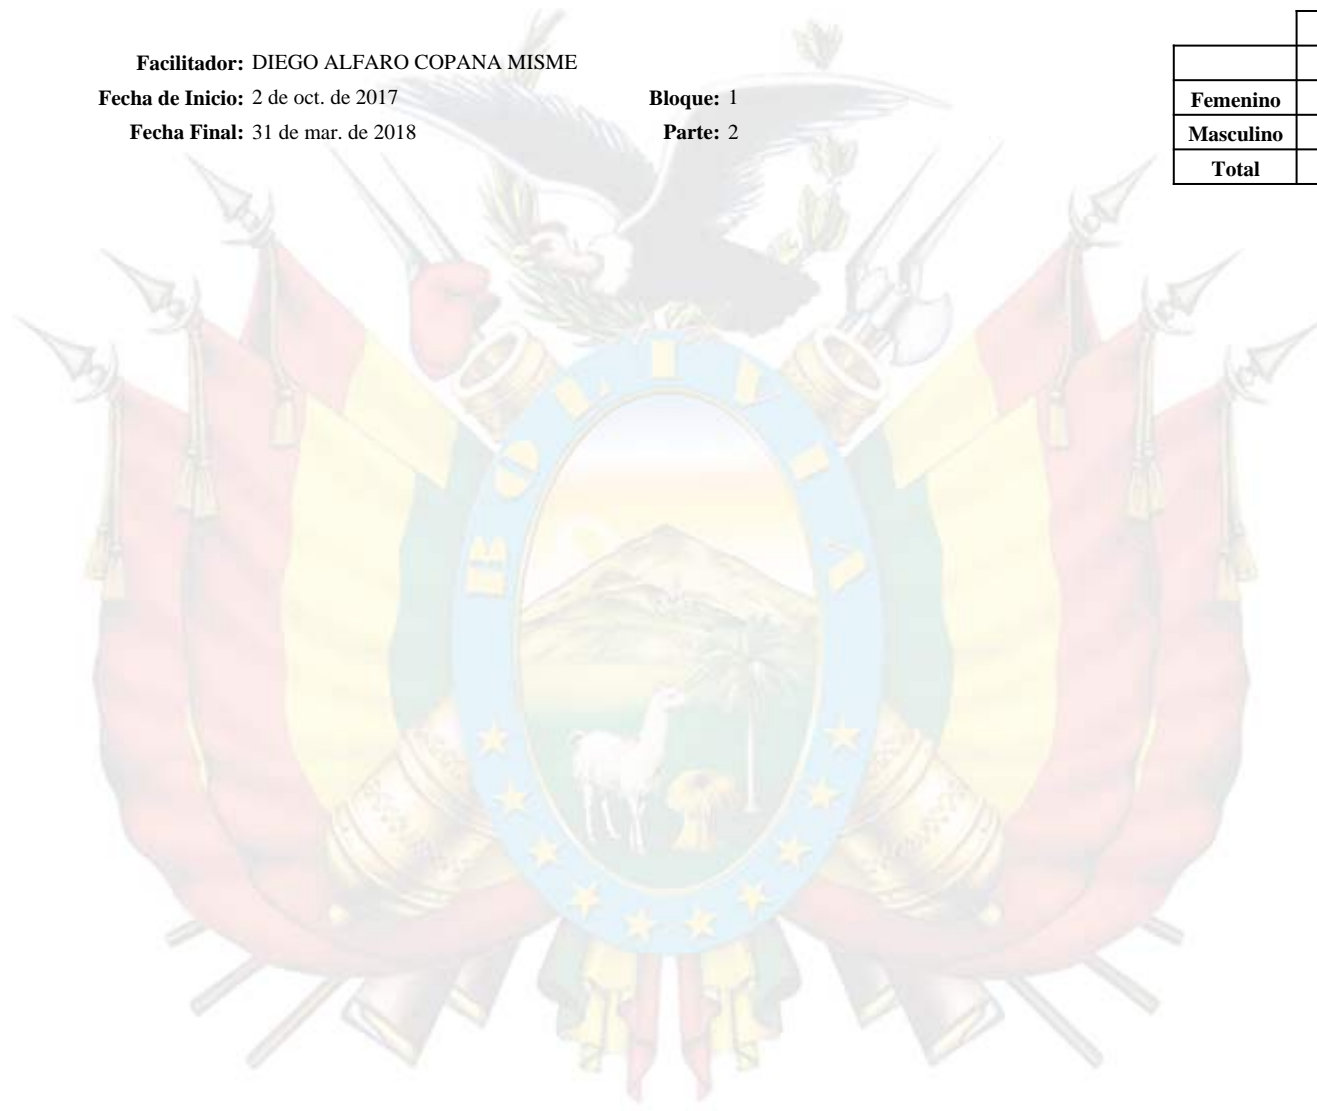 Facilitador: DIEGO ALFARO COPANA MISME
Fecha de Inicio: 2 de oct. de 2017 Bloque: 1
Fecha Final: 31 de mar. de 2018 Parte: 2
Femenino
Masculino
Total
BOLIVIA